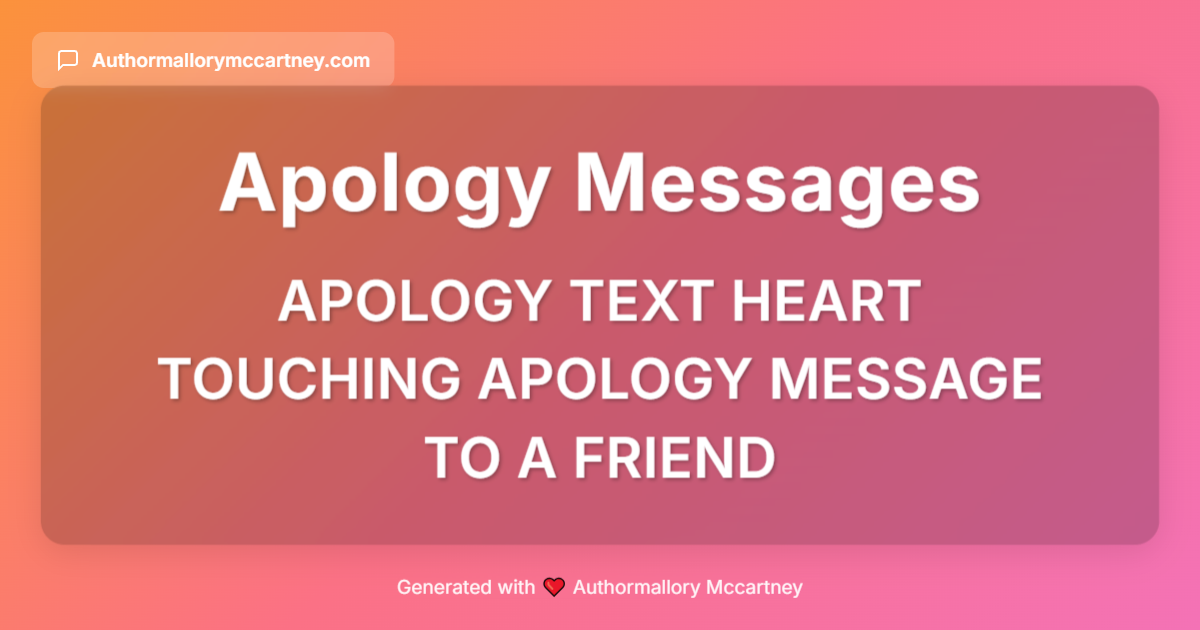 Authormallorymccartney.com
Apology Messages
APOLOGY TEXT HEART
TOUCHING APOLOGY MESSAGE
TO A FRIEND
Generated with ❤️ Authormallory Mccartney